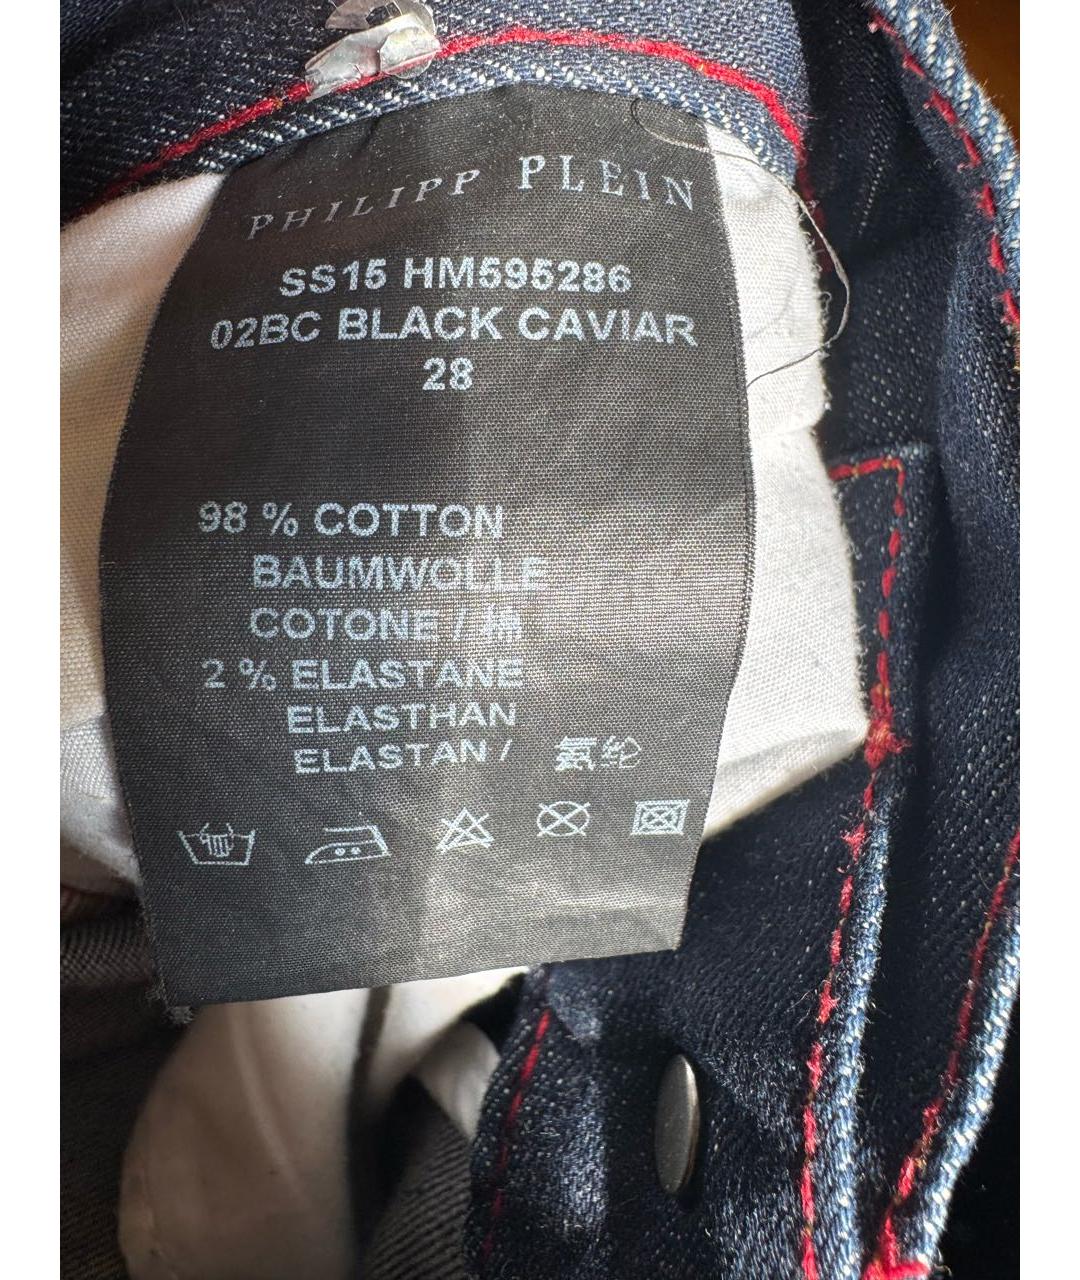 PHILIPP PLEIN
SS15 HM595286
02BC BLACK CAVIAR
28
98 % COTTON
BAUMWOLLE
COTONE / 棉
2 % ELASTANE
ELASTHAN
ELASTAN / 氨纶